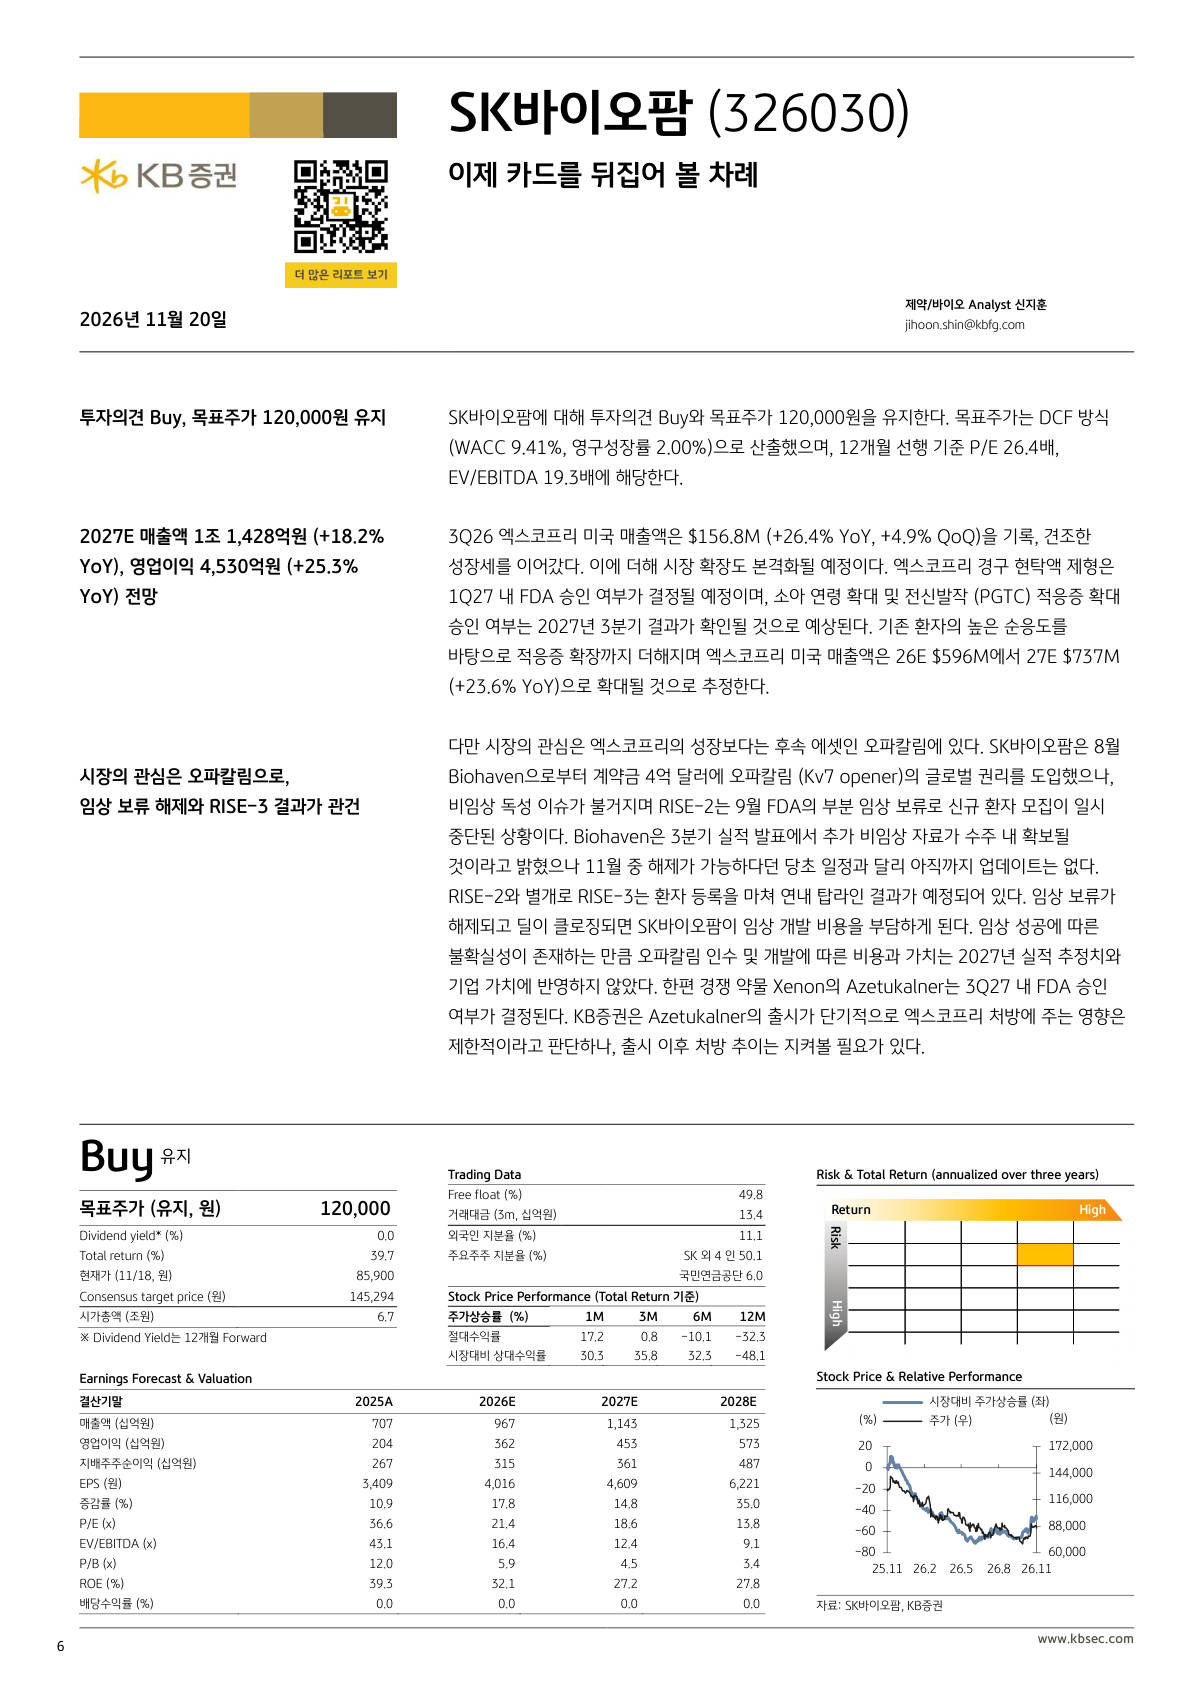 SK바이오팜 (326030)
이제 카드를 뒤집어 볼 차례
KB증권
더 많은 리포트 보기
2026년 11월 20일
제약/바이오 Analyst 신지훈
jihoon.shin@kbfg.com
투자의견 Buy, 목표주가 120,000원 유지
SK바이오팜에 대해 투자의견 Buy와 목표주가 120,000원을 유지한다. 목표주가는 DCF 방식
(WACC 9.41%, 영구성장률 2.00%)으로 산출했으며, 12개월 선행 기준 P/E 26.4배,
EV/EBITDA 19.3배에 해당한다.
2027E 매출액 1조 1,428억원 (+18.2%
YoY), 영업이익 4,530억원 (+25.3%
YoY) 전망
3Q26 엑스코프리 미국 매출액은 $156.8M (+26.4% YoY, +4.9% QoQ)을 기록, 견조한
성장세를 이어갔다. 이에 더해 시장 확장도 본격화될 예정이다. 엑스코프리 경구 현탁액 제형은
1Q27 내 FDA 승인 여부가 결정될 예정이며, 소아 연령 확대 및 전신발작 (PGTC) 적응증 확대
승인 여부는 2027년 3분기 결과가 확인될 것으로 예상된다. 기존 환자의 높은 순응도를
바탕으로 적응증 확장까지 더해지며 엑스코프리 미국 매출액은 26E $596M에서 27E $737M
(+23.6% YoY)으로 확대될 것으로 추정한다.
시장의 관심은 오파칼림으로,
임상 보류 해제와 RISE-3 결과가 관건
다만 시장의 관심은 엑스코프리의 성장보다는 후속 에셋인 오파칼림에 있다. SK바이오팜은 8월
Biohaven으로부터 계약금 4억 달러에 오파칼림 (Kv7 opener)의 글로벌 권리를 도입했으나,
비임상 독성 이슈가 불거지며 RISE-2는 9월 FDA의 부분 임상 보류로 신규 환자 모집이 일시
중단된 상황이다. Biohaven은 3분기 실적 발표에서 추가 비임상 자료가 수주 내 확보될
것이라고 밝혔으나 11월 중 해제가 가능하다던 당초 일정과 달리 아직까지 업데이트는 없다.
RISE-2와 별개로 RISE-3는 환자 등록을 마쳐 연내 탑라인 결과가 예정되어 있다. 임상 보류가
해제되고 딜이 클로징되면 SK바이오팜이 임상 개발 비용을 부담하게 된다. 임상 성공에 따른
불확실성이 존재하는 만큼 오파칼림 인수 및 개발에 따른 비용과 가치는 2027년 실적 추정치와
기업 가치에 반영하지 않았다. 한편 경쟁 약물 Xenon의 Azetukalner는 3Q27 내 FDA 승인
여부가 결정된다. KB증권은 Azetukalner의 출시가 단기적으로 엑스코프리 처방에 주는 영향은
제한적이라고 판단하나, 출시 이후 처방 추이는 지켜볼 필요가 있다.
Buy 유지
목표주가 (유지, 원) 120,000
Dividend yield* (%) 0.0
Total return (%) 39.7
현재가 (11/18, 원) 85,900
Consensus target price (원) 145,294
시가총액 (조원) 6.7
※ Dividend Yield는 12개월 Forward
Trading Data
Free float (%) 49.8
거래대금 (3m, 십억원) 13.4
외국인 지분율 (%) 11.1
주요주주 지분율 (%) SK 외 4 인 50.1
국민연금공단 6.0
Stock Price Performance (Total Return 기준)
주가상승률 (%) 1M 3M 6M 12M
절대수익률 17.2 0.8 -10.1 -32.3
시장대비 상대수익률 30.3 35.8 32.3 -48.1
Risk & Total Return (annualized over three years)
Return High
Risk
High
Earnings Forecast & Valuation
결산기말 2025A 2026E 2027E 2028E
매출액 (십억원) 707 967 1,143 1,325
영업이익 (십억원) 204 362 453 573
지배주주순이익 (십억원) 267 315 361 487
EPS (원) 3,409 4,016 4,609 6,221
증감률 (%) 10.9 17.8 14.8 35.0
P/E (x) 36.6 21.4 18.6 13.8
EV/EBITDA (x) 43.1 16.4 12.4 9.1
P/B (x) 12.0 5.9 4.5 3.4
ROE (%) 39.3 32.1 27.2 27.8
배당수익률 (%) 0.0 0.0 0.0 0.0
Stock Price & Relative Performance
시장대비 주가상승률 (좌)
(%) 주가 (우) (원)
20 172,000
0 144,000
-20 116,000
-40 88,000
-60 60,000
-80
25.11 26.2 26.5 26.8 26.11
자료: SK바이오팜, KB증권
6
www.kbsec.com